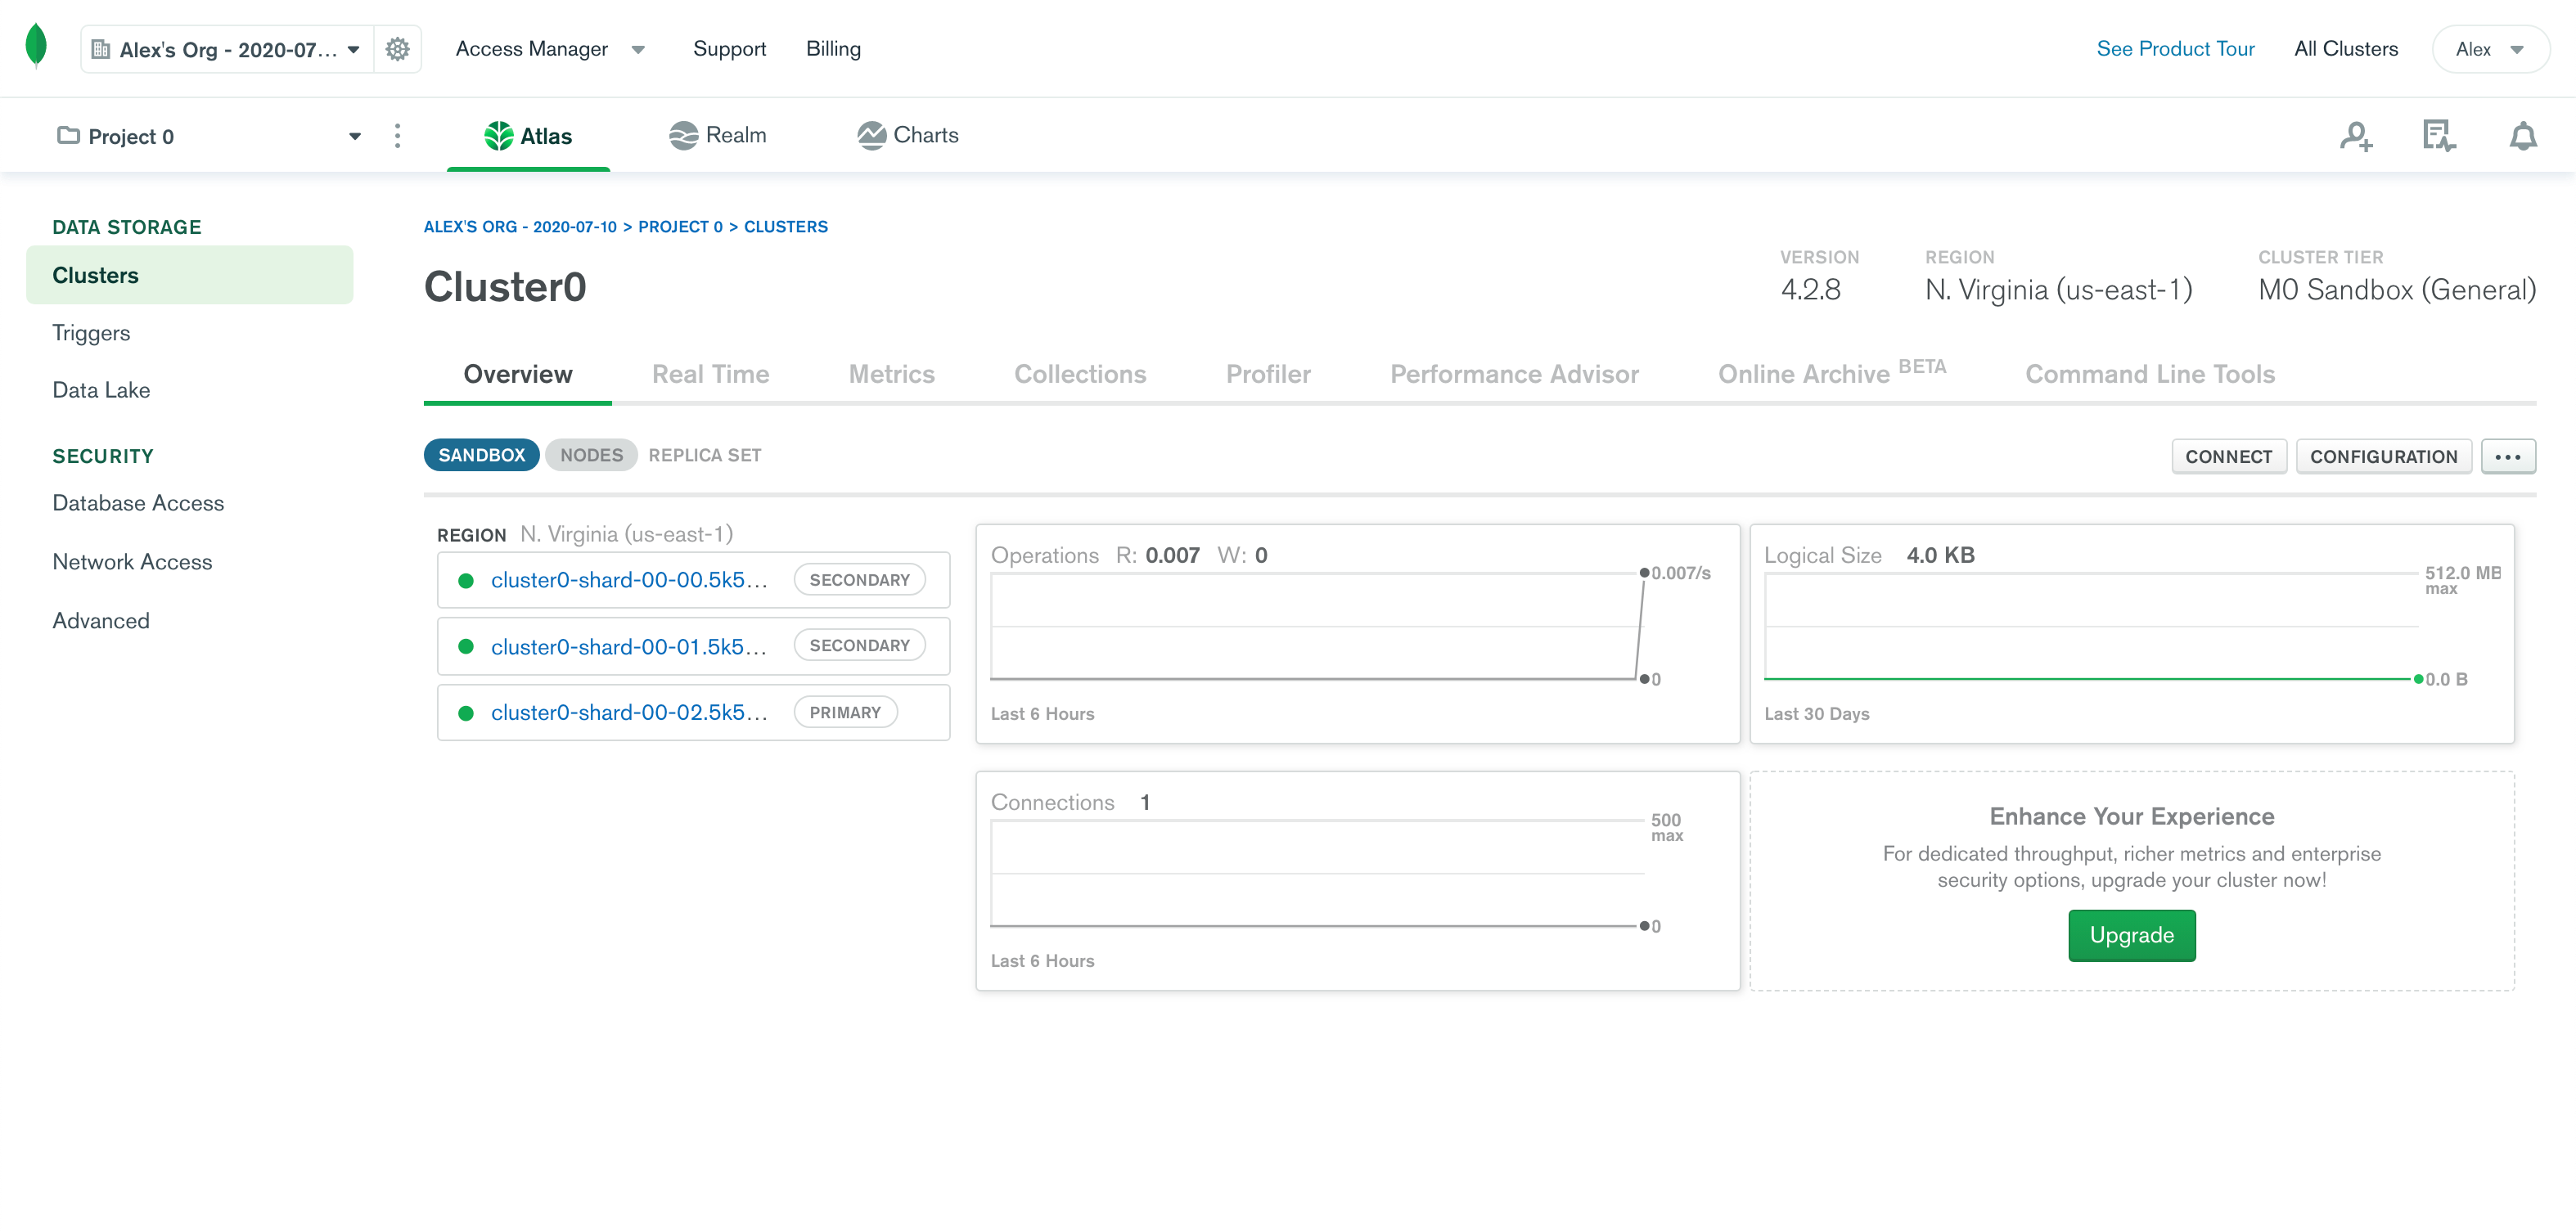 Alex's Org - 2020-07...
Access Manager
Support
Billing
See Product Tour
All Clusters
Alex
Project 0
Atlas
Realm
Charts
DATA STORAGE
Clusters
Triggers
Data Lake
SECURITY
Database Access
Network Access
Advanced
ALEX'S ORG - 2020-07-10 > PROJECT 0 > CLUSTERS
Cluster0
VERSION
4.2.8
REGION
N. Virginia (us-east-1)
CLUSTER TIER
M0 Sandbox (General)
Overview
Real Time
Metrics
Collections
Profiler
Performance Advisor
Online Archive BETA
Command Line Tools
SANDBOX
NODES
REPLICA SET
CONNECT
CONFIGURATION
...
REGION N. Virginia (us-east-1)
cluster0-shard-00-00.5k5... SECONDARY
cluster0-shard-00-01.5k5... SECONDARY
cluster0-shard-00-02.5k5... PRIMARY
Operations R: 0.007 W: 0
0.007/s
0
Last 6 Hours
Logical Size 4.0 KB
512.0 MB
max
0.0 B
Last 30 Days
Connections 1
500
max
0
Last 6 Hours
Enhance Your Experience
For dedicated throughput, richer metrics and enterprise
security options, upgrade your cluster now!
Upgrade